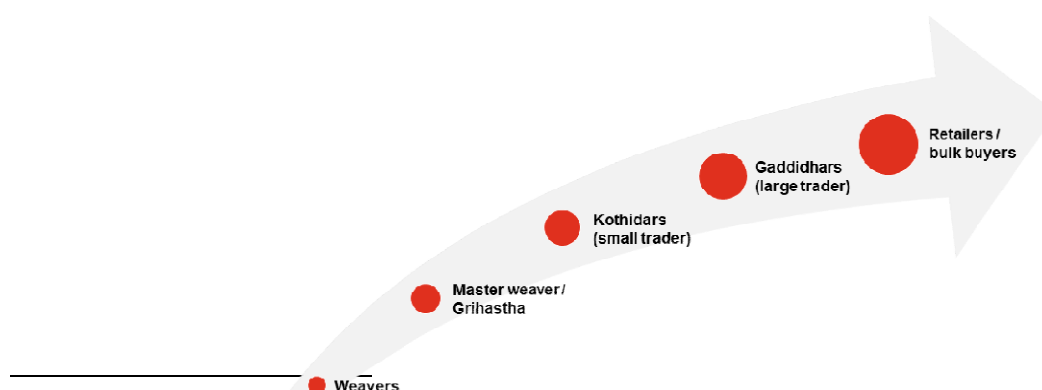 Retailers /
bulk buyers
Gaddidhars
(large trader)
Kothidars
(small trader)
Master weaver /
Grihastha
Weavers